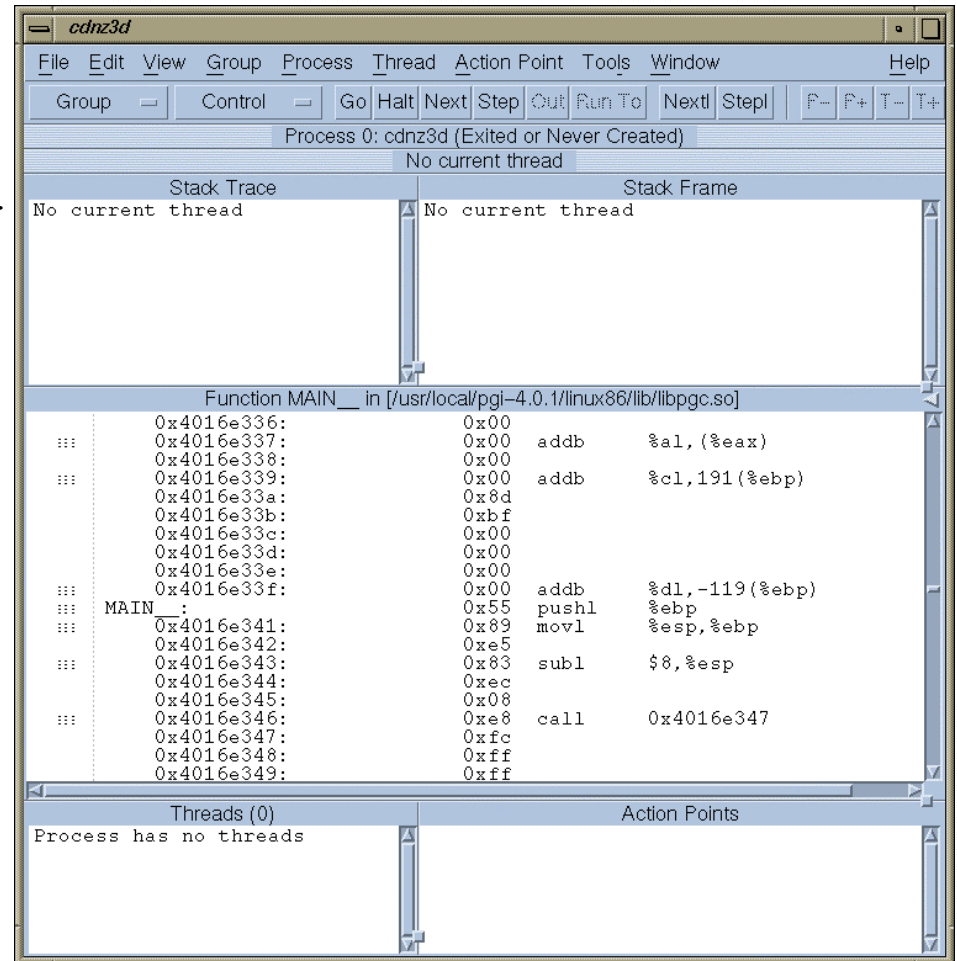 cdnz3d
File Edit View Group Process Thread Action Point Tools Window Help
Group Control Go Halt Next Step Out Run To NextI StepI P- P+ T- T+
Process 0: cdnz3d (Exited or Never Created)
No current thread
Stack Trace Stack Frame
No current thread No current thread
Function MAIN__ in [/usr/local/pgi-4.0.1/linux86/lib/libpgc.so]
0x4016e336: 0x00
0x4016e337: 0x00 addb %al,(%eax)
0x4016e338: 0x00
0x4016e339: 0x00 addb %cl,191(%ebp)
0x4016e33a: 0x8d
0x4016e33b: 0xbf
0x4016e33c: 0x00
0x4016e33d: 0x00
0x4016e33e: 0x00
0x4016e33f: 0x00 addb %dl,-119(%ebp)
MAIN__: 0x55 pushl %ebp
0x4016e341: 0x89 movl %esp,%ebp
0x4016e342: 0xe5
0x4016e343: 0x83 subl $8,%esp
0x4016e344: 0xec
0x4016e345: 0x08
0x4016e346: 0xe8 call 0x4016e347
0x4016e347: 0xfc
0x4016e348: 0xff
0x4016e349: 0xff
Threads (0) Action Points
Process has no threads